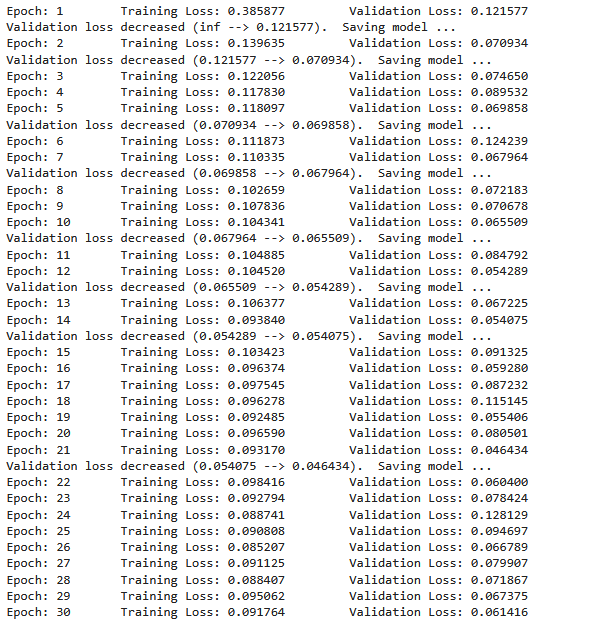 Epoch: 1 Training Loss: 0.385877 Validation Loss: 0.121577
Validation loss decreased (inf --> 0.121577). Saving model ...
Epoch: 2 Training Loss: 0.139635 Validation Loss: 0.070934
Validation loss decreased (0.121577 --> 0.070934). Saving model ...
Epoch: 3 Training Loss: 0.122056 Validation Loss: 0.074650
Epoch: 4 Training Loss: 0.117830 Validation Loss: 0.089532
Epoch: 5 Training Loss: 0.118097 Validation Loss: 0.069858
Validation loss decreased (0.070934 --> 0.069858). Saving model ...
Epoch: 6 Training Loss: 0.111873 Validation Loss: 0.124239
Epoch: 7 Training Loss: 0.110335 Validation Loss: 0.067964
Validation loss decreased (0.069858 --> 0.067964). Saving model ...
Epoch: 8 Training Loss: 0.102659 Validation Loss: 0.072183
Epoch: 9 Training Loss: 0.107836 Validation Loss: 0.070678
Epoch: 10 Training Loss: 0.104341 Validation Loss: 0.065509
Validation loss decreased (0.067964 --> 0.065509). Saving model ...
Epoch: 11 Training Loss: 0.104885 Validation Loss: 0.084792
Epoch: 12 Training Loss: 0.104520 Validation Loss: 0.054289
Validation loss decreased (0.065509 --> 0.054289). Saving model ...
Epoch: 13 Training Loss: 0.106377 Validation Loss: 0.067225
Epoch: 14 Training Loss: 0.093840 Validation Loss: 0.054075
Validation loss decreased (0.054289 --> 0.054075). Saving model ...
Epoch: 15 Training Loss: 0.103423 Validation Loss: 0.091325
Epoch: 16 Training Loss: 0.096374 Validation Loss: 0.059280
Epoch: 17 Training Loss: 0.097545 Validation Loss: 0.087232
Epoch: 18 Training Loss: 0.096278 Validation Loss: 0.115145
Epoch: 19 Training Loss: 0.092485 Validation Loss: 0.055406
Epoch: 20 Training Loss: 0.096590 Validation Loss: 0.080501
Epoch: 21 Training Loss: 0.093170 Validation Loss: 0.046434
Validation loss decreased (0.054075 --> 0.046434). Saving model ...
Epoch: 22 Training Loss: 0.098416 Validation Loss: 0.060400
Epoch: 23 Training Loss: 0.092794 Validation Loss: 0.078424
Epoch: 24 Training Loss: 0.088741 Validation Loss: 0.128129
Epoch: 25 Training Loss: 0.090808 Validation Loss: 0.094697
Epoch: 26 Training Loss: 0.085207 Validation Loss: 0.066789
Epoch: 27 Training Loss: 0.091125 Validation Loss: 0.079907
Epoch: 28 Training Loss: 0.088407 Validation Loss: 0.071867
Epoch: 29 Training Loss: 0.095062 Validation Loss: 0.067375
Epoch: 30 Training Loss: 0.091764 Validation Loss: 0.061416